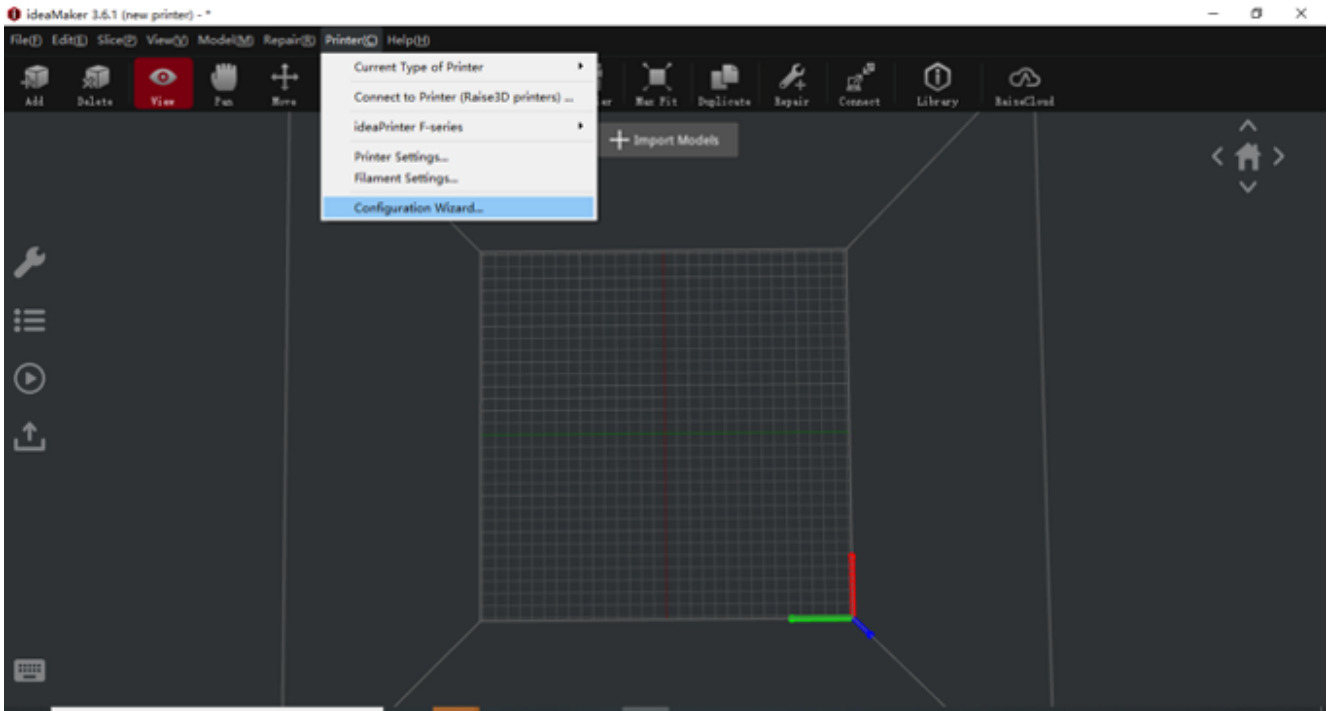 ideaMaker 3.6.1 (new printer) - *
File(F) Edit(E) Slice(P) View(V) Model(M) Repair(R) Printer(C) Help(H)
Add Delete View Pan Move Max Fit Duplicate Repair Connect Library RaiseCloud
Current Type of Printer
Connect to Printer (Raise3D printers) ...
ideaPrinter F-series
Printer Settings...
Filament Settings...
Configuration Wizard...
Import Models